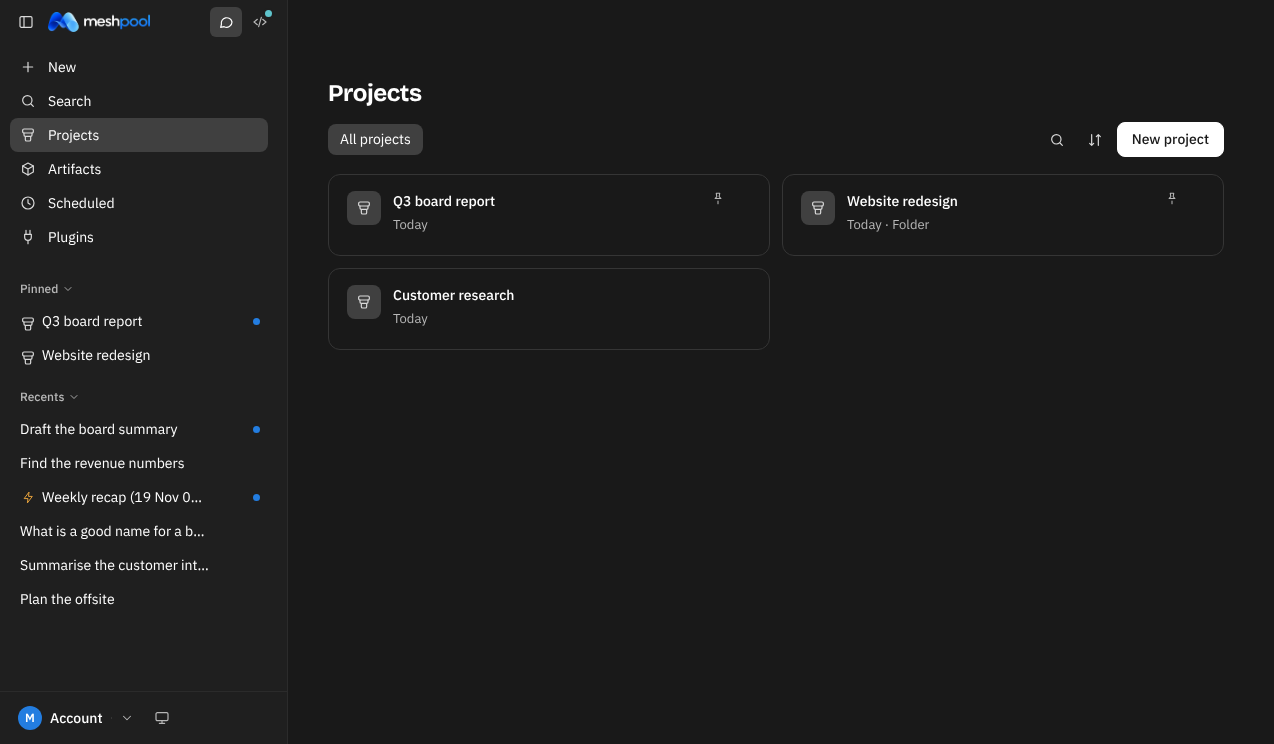 meshpool
New
Search
Projects
Artifacts
Scheduled
Plugins
Pinned
Q3 board report
Website redesign
Recents
Draft the board summary
Find the revenue numbers
Weekly recap (19 Nov 0...
What is a good name for a b...
Summarise the customer int...
Plan the offsite
M Account
Projects
All projects
New project
Q3 board report
Today
Website redesign
Today · Folder
Customer research
Today